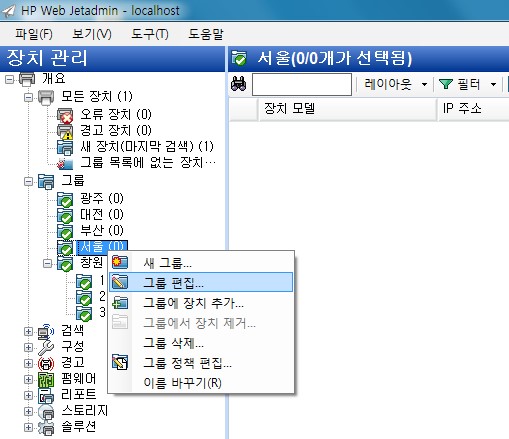 HP Web Jetadmin - localhost
파일(F) 보기(V) 도구(T) 도움말
장치 관리
서울(0/0개가 선택됨)
레이아웃 필터
장치 모델 IP 주소
개요
모든 장치 (1)
오류 장치 (0)
경고 장치 (0)
새 장치(마지막 검색) (1)
그룹 목록에 없는 장치...
그룹
광주 (0)
대전 (0)
부산 (0)
서울 (0)
창원
1
2
3
새 그룹...
그룹 편집...
그룹에 장치 추가...
그룹에서 장치 제거...
그룹 삭제...
그룹 정책 편집...
이름 바꾸기(R)
검색
구성
경고
펌웨어
리포트
스토리지
솔루션